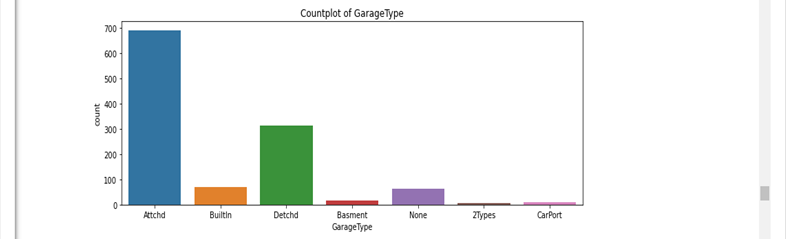 Countplot of GarageType
700
600
500
400
300
200
100
0
count
Attchd BuiltIn Detchd Basment None 2Types CarPort
GarageType